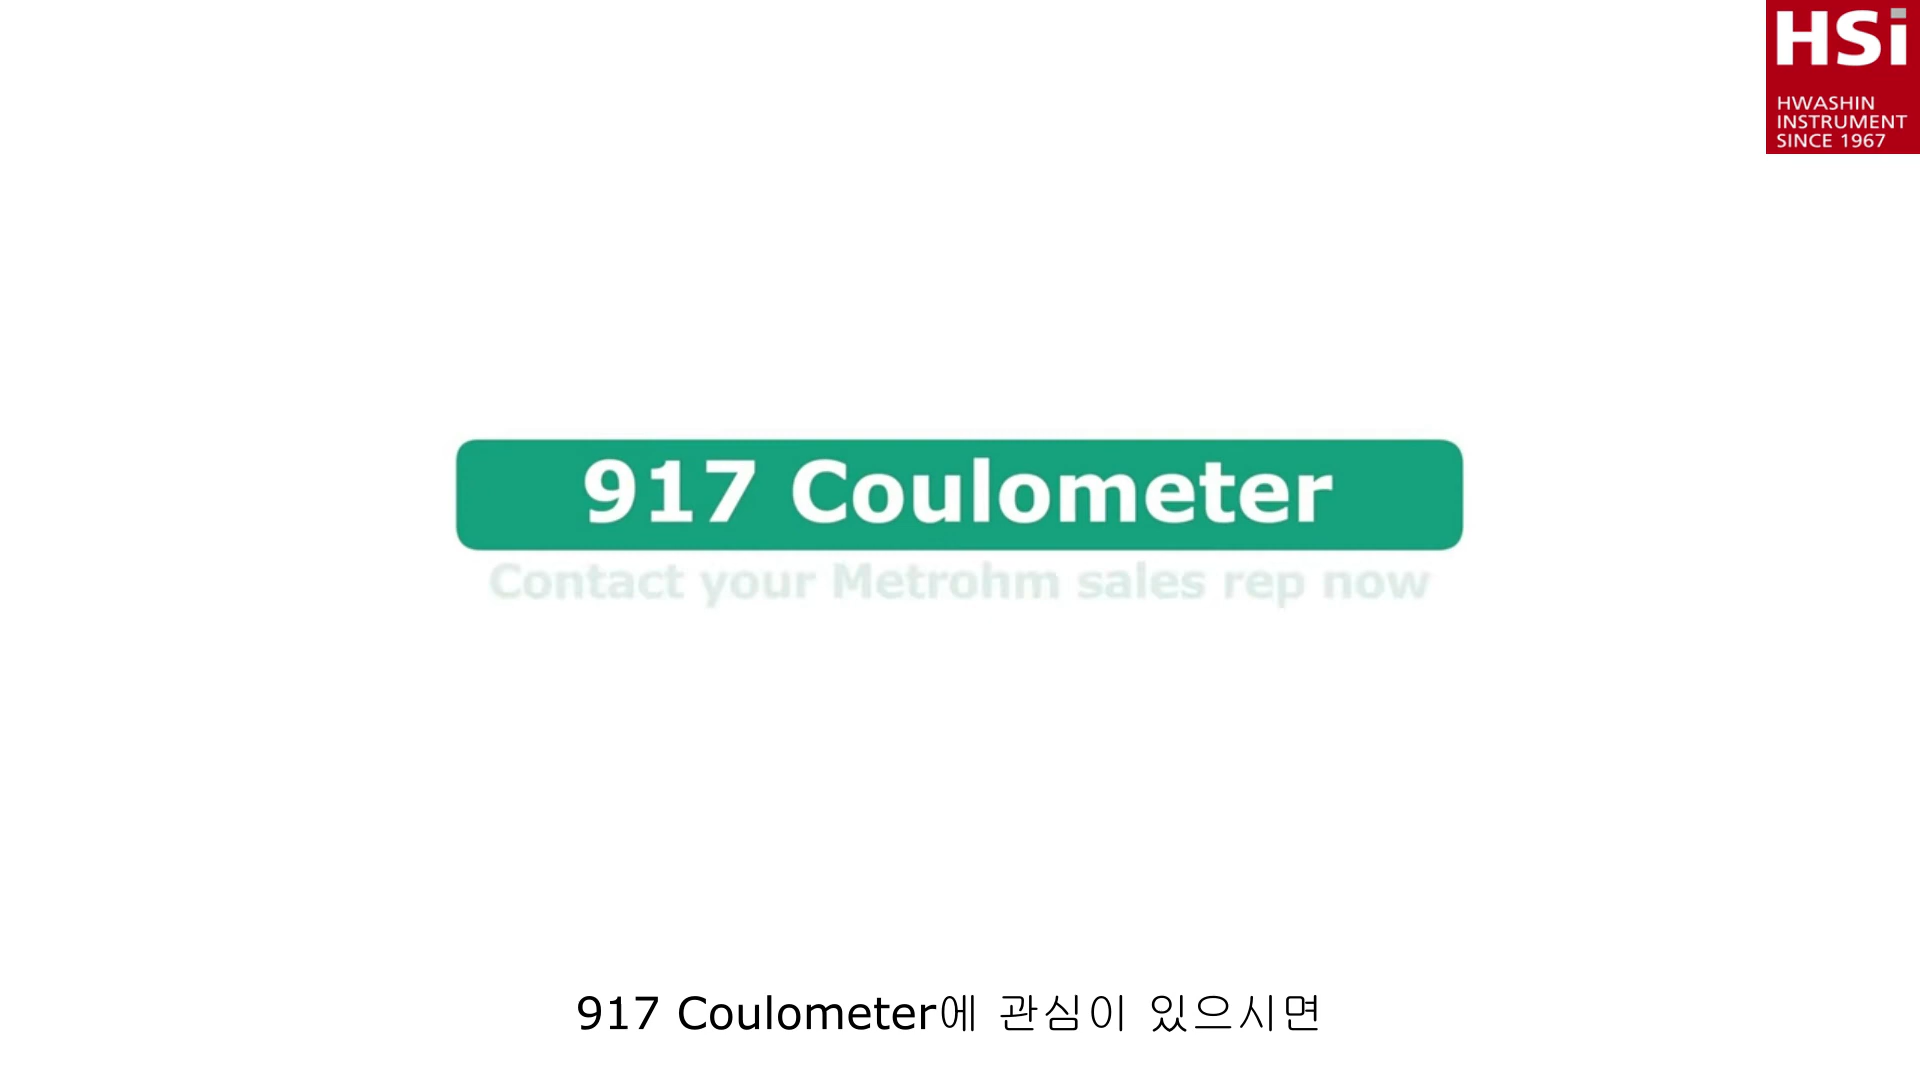 HSi
HWASHIN
INSTRUMENT
SINCE 1967
917 Coulometer
Contact your Metrohm sales rep now
917 Coulometer에 관심이 있으시면